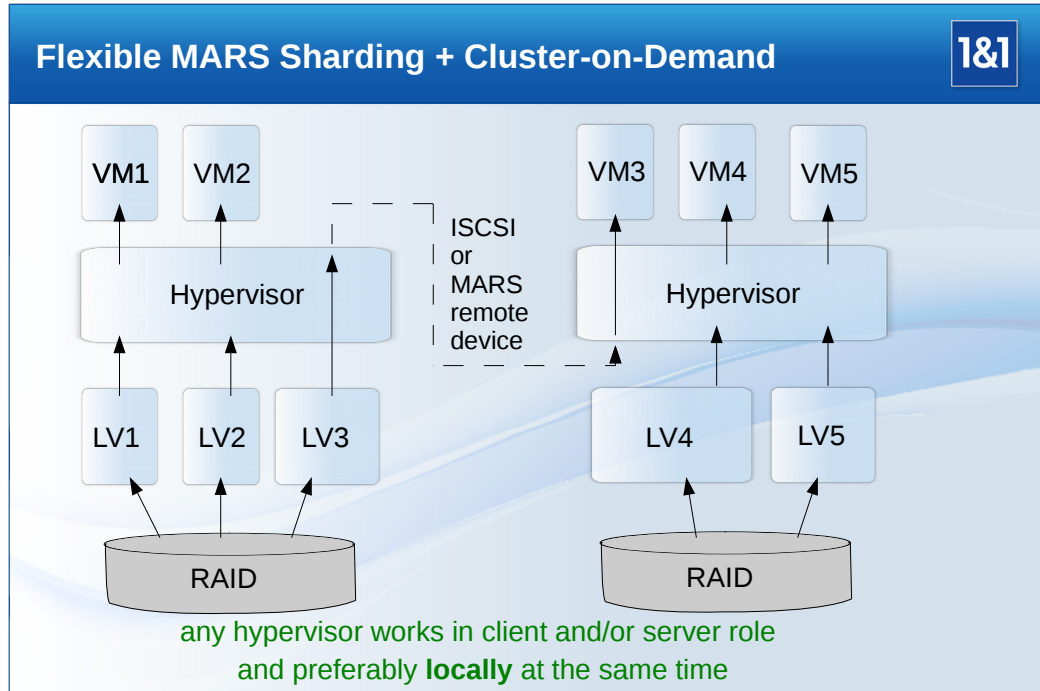 Flexible MARS Sharding + Cluster-on-Demand
1&1
VM1
VM2
VM3
VM4
VM5
ISCSI
or
MARS
remote
device
Hypervisor
Hypervisor
LV1
LV2
LV3
LV4
LV5
RAID
RAID
any hypervisor works in client and/or server role
and preferably locally at the same time